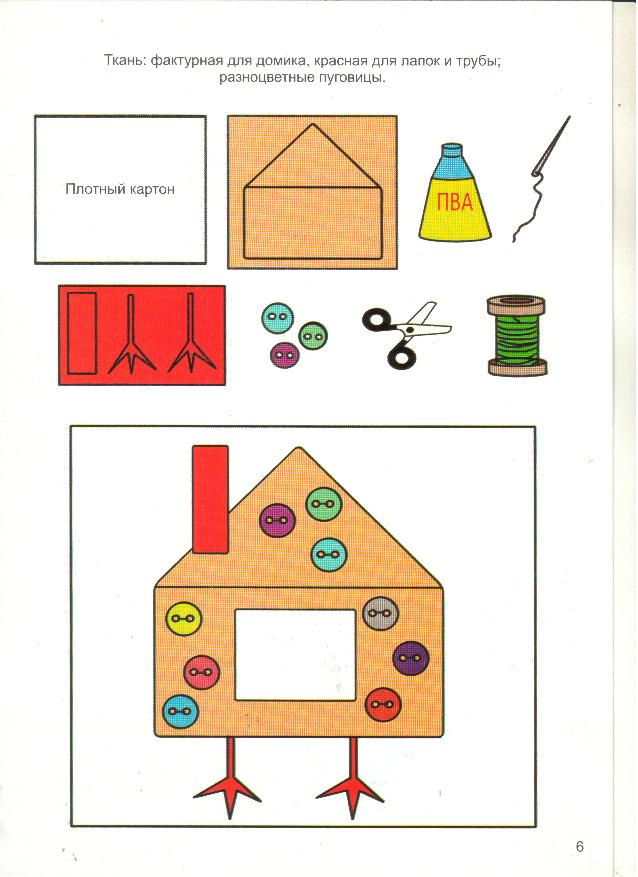 Ткань: фактурная для домика, красная для лапок и трубы;
разноцветные пуговицы.
Плотный картон
ПВА
6